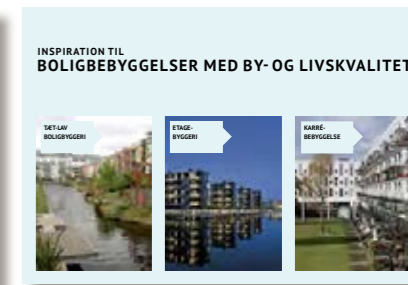 INSPIRATION TIL
BOLIGBEBYGGELSER MED BY- OG LIVSKVALITET
TÆT-LAV
BOLIGBYGGERI
ETAGE-
BYGGERI
KARRÉ-
BEBYGGELSE